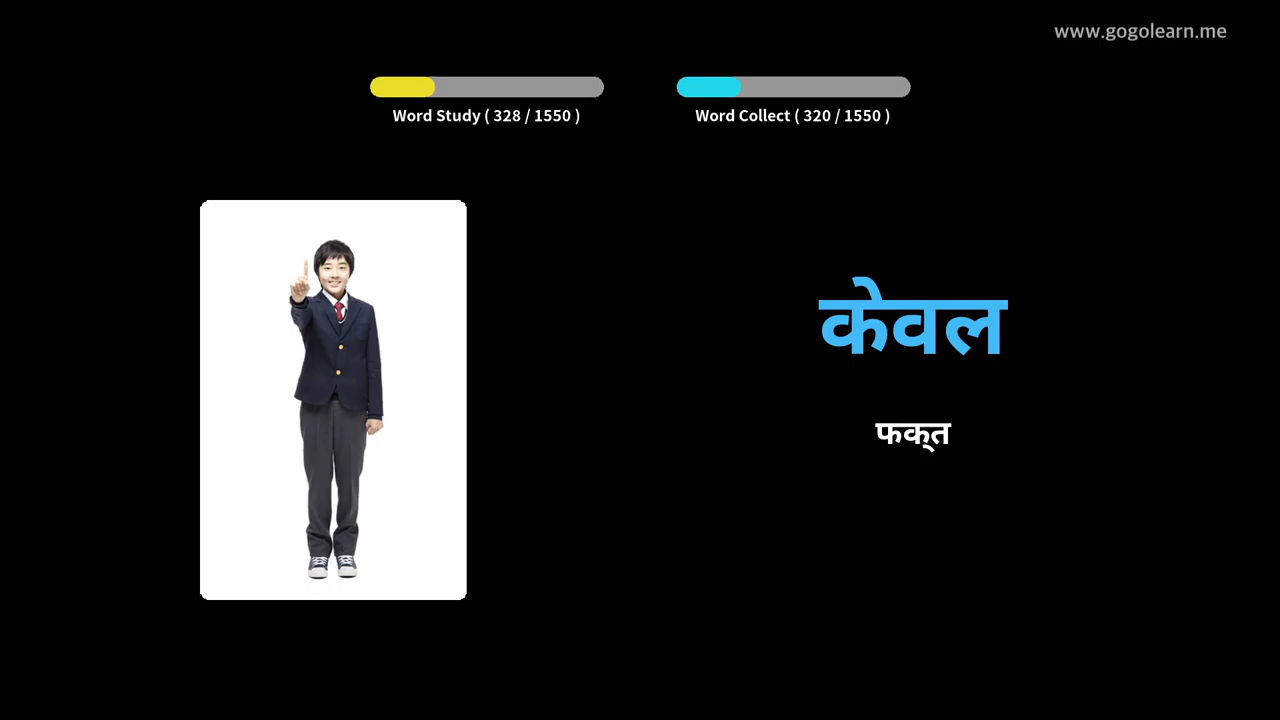 www.gogolearn.me
Word Study ( 328 / 1550 )
Word Collect ( 320 / 1550 )
केवल
फक्त